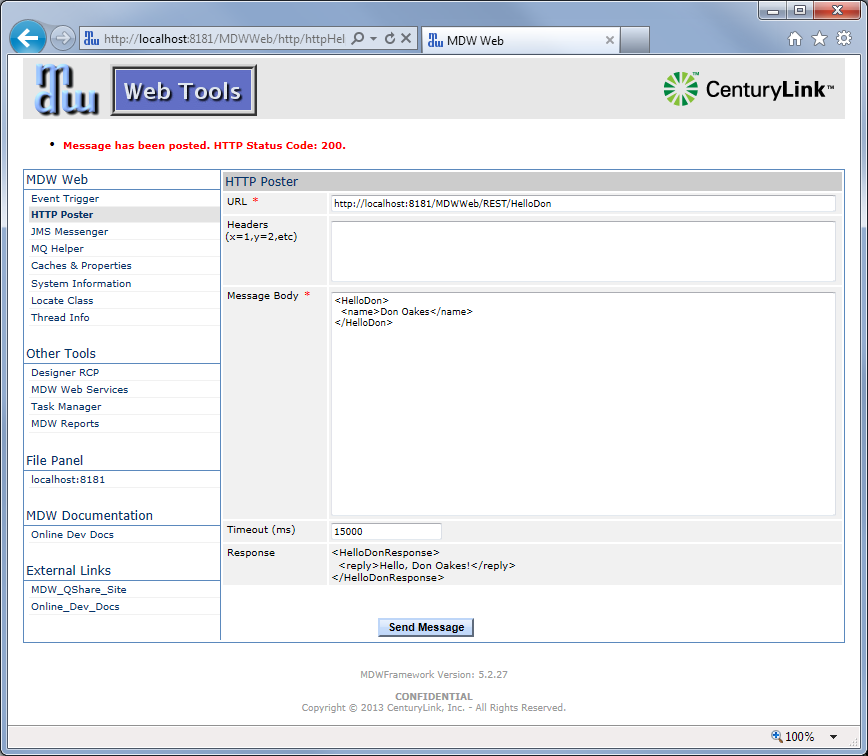 http://localhost:8181/MDWWeb/http/httpHel
mdw MDW Web
mdw
Web Tools
CenturyLink™
• Message has been posted. HTTP Status Code: 200.
MDW Web
Event Trigger
HTTP Poster
JMS Messenger
MQ Helper
Caches & Properties
System Information
Locate Class
Thread Info
Other Tools
Designer RCP
MDW Web Services
Task Manager
MDW Reports
File Panel
localhost:8181
MDW Documentation
Online Dev Docs
External Links
MDW_QShare_Site
Online_Dev_Docs
HTTP Poster
URL * http://localhost:8181/MDWWeb/REST/HelloDon
Headers
(x=1,y=2,etc)
Message Body * <HelloDon>
<name>Don Oakes</name>
</HelloDon>
Timeout (ms) 15000
Response <HelloDonResponse>
<reply>Hello, Don Oakes!</reply>
</HelloDonResponse>
Send Message
MDWFramework Version: 5.2.27
CONFIDENTIAL
Copyright © 2013 CenturyLink, Inc. - All Rights Reserved.
100%